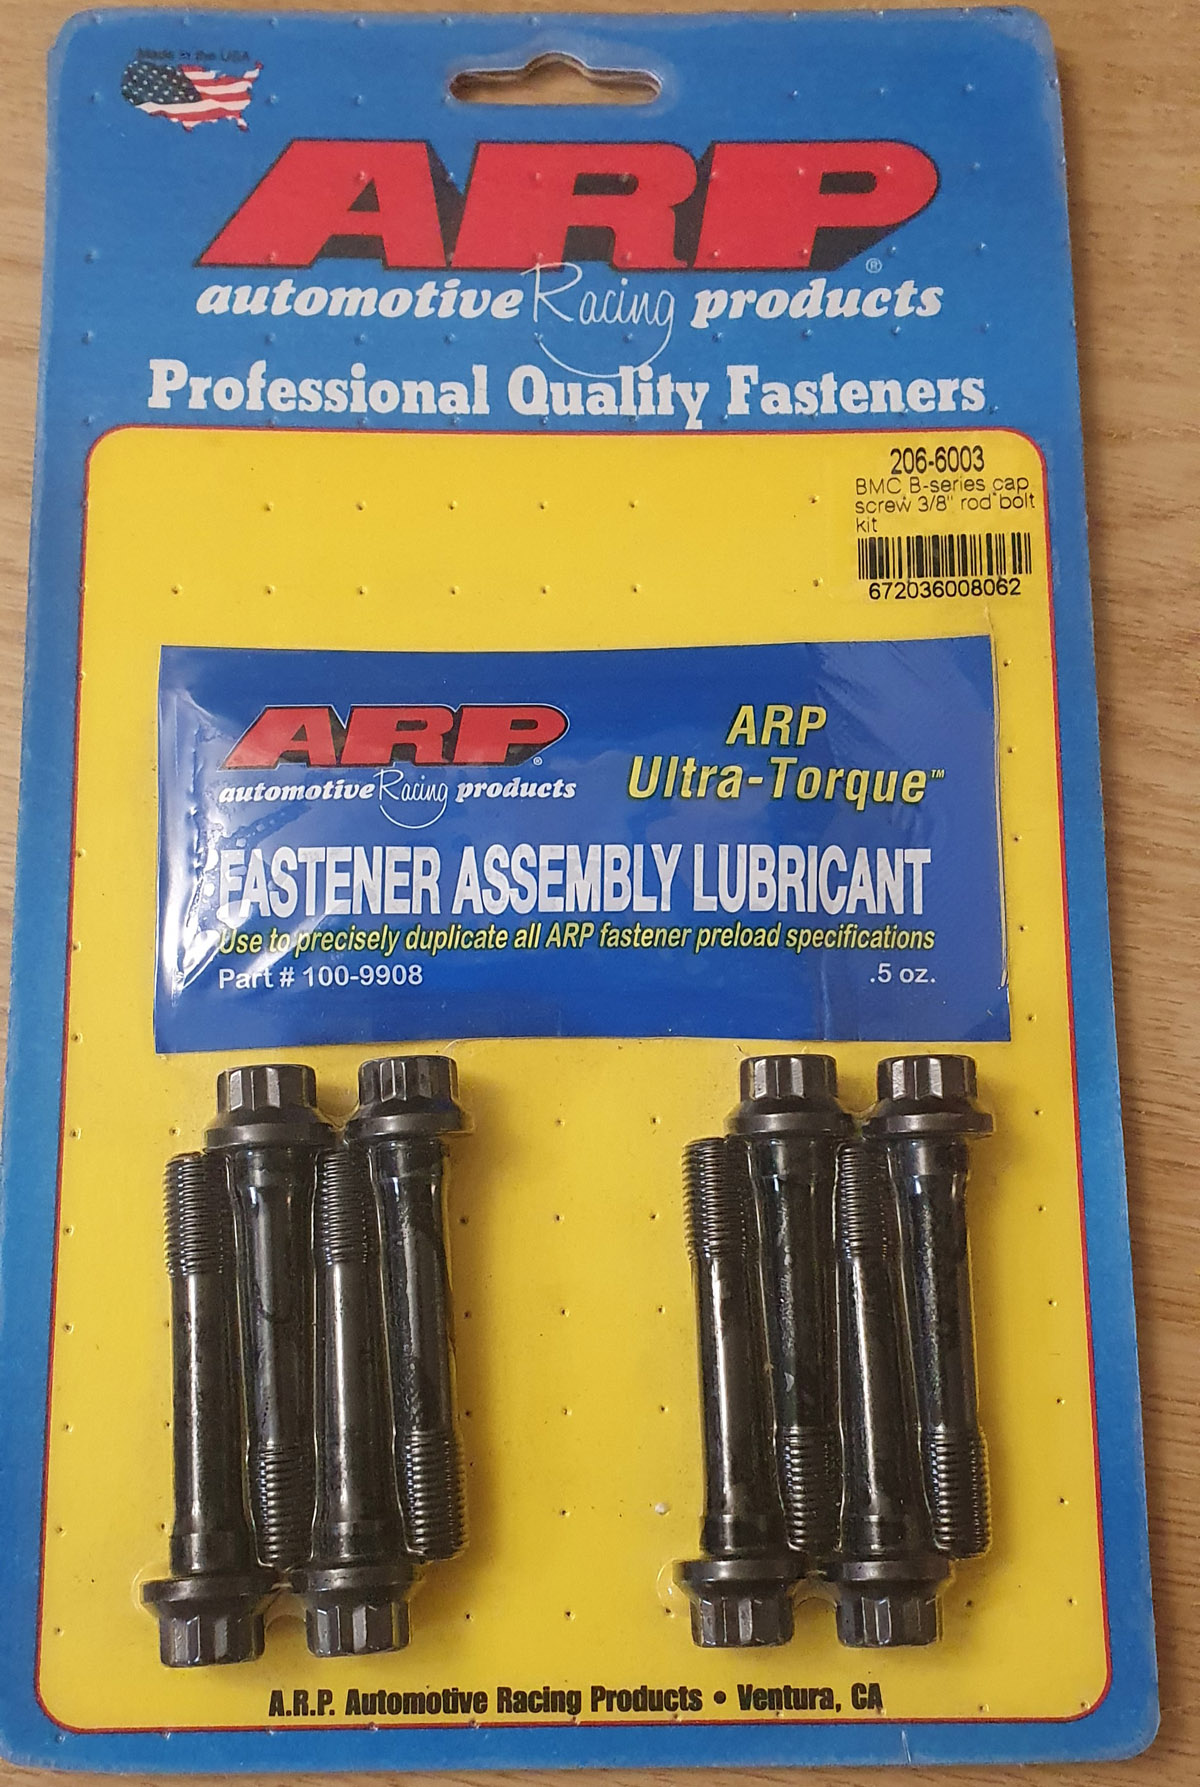 Made in the USA
ARP
®
automotive Racing products
Professional Quality Fasteners
206-6003
BMC B-series cap
screw 3/8" rod bolt
kit
672036008062
ARP
®
automotive Racing products
ARP
Ultra-Torque™
FASTENER ASSEMBLY LUBRICANT
Use to precisely duplicate all ARP fastener preload specifications
Part # 100-9908 .5 oz.
A.R.P. Automotive Racing Products • Ventura, CA